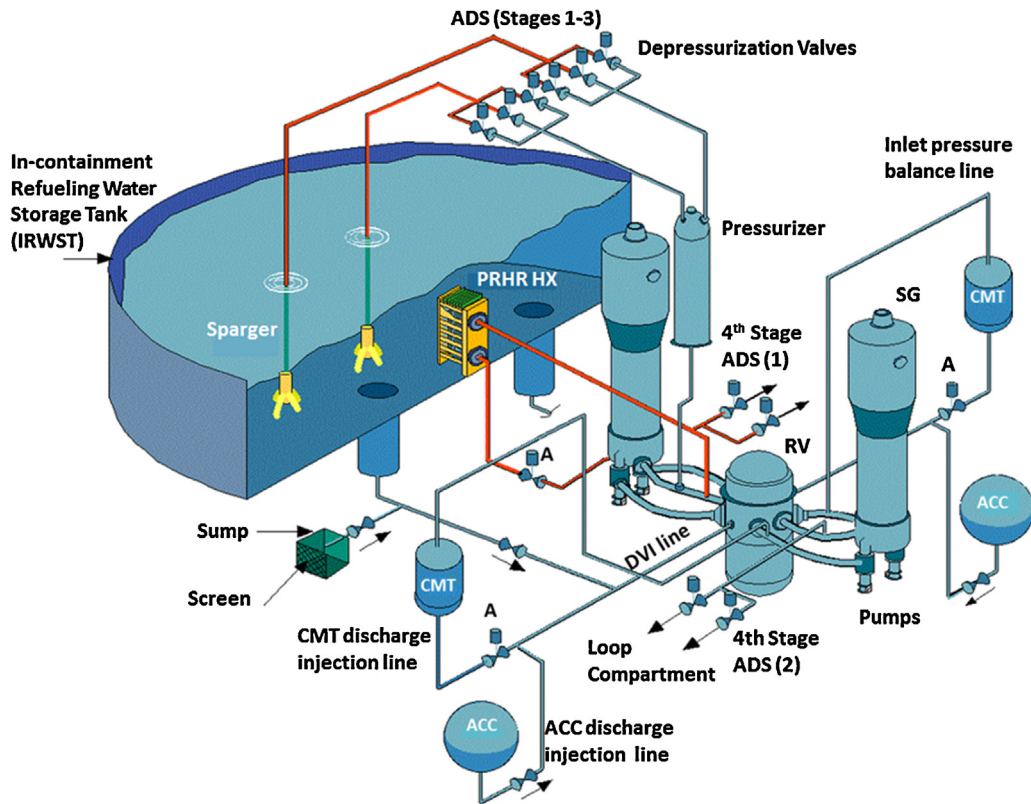 ADS (Stages 1-3)
Depressurization Valves
In-containment
Refueling Water
Storage Tank
(IRWST)
Inlet pressure
balance line
Pressurizer
PRHR HX
CMT
SG
Sparger
4th Stage
ADS (1)
A
RV
A
ACC
Sump
DVI line
CMT
Screen
A
Pumps
CMT discharge
injection line
Loop
Compartment
4th Stage
ADS (2)
ACC
ACC discharge
injection line